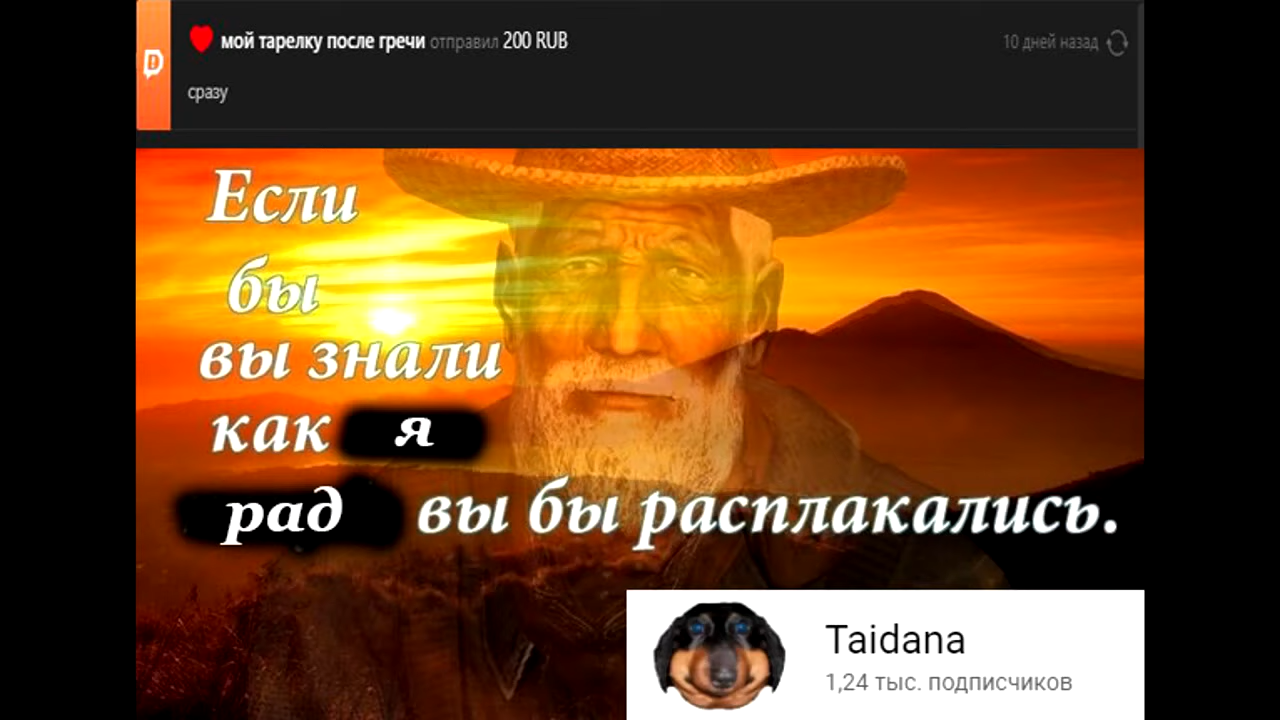 мой тарелку после гречи отправил 200 RUB
10 дней назад
сразу
Если
бы
вы знали
как я
рад вы бы расплакались.
Taidana
1,24 тыс. подписчиков